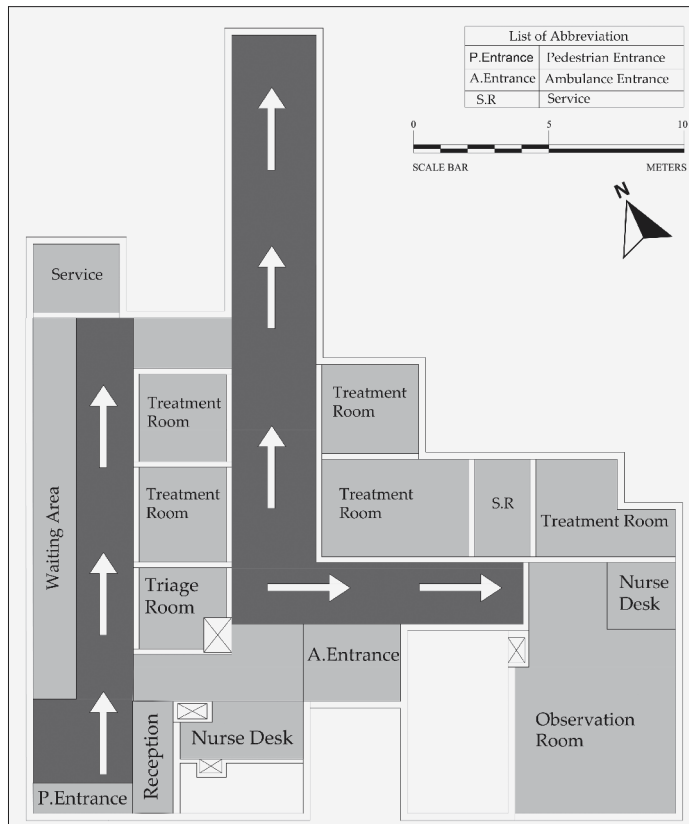 List of Abbreviation
P.Entrance Pedestrian Entrance
A.Entrance Ambulance Entrance
S.R Service
0 5 10
SCALE BAR METERS
N
Service
Treatment
Room
Treatment
Room
Treatment
Room
Treatment
Room
S.R
Treatment Room
Waiting Area
Triage
Room
Nurse
Desk
A.Entrance
Observation
Room
Reception
Nurse Desk
P.Entrance